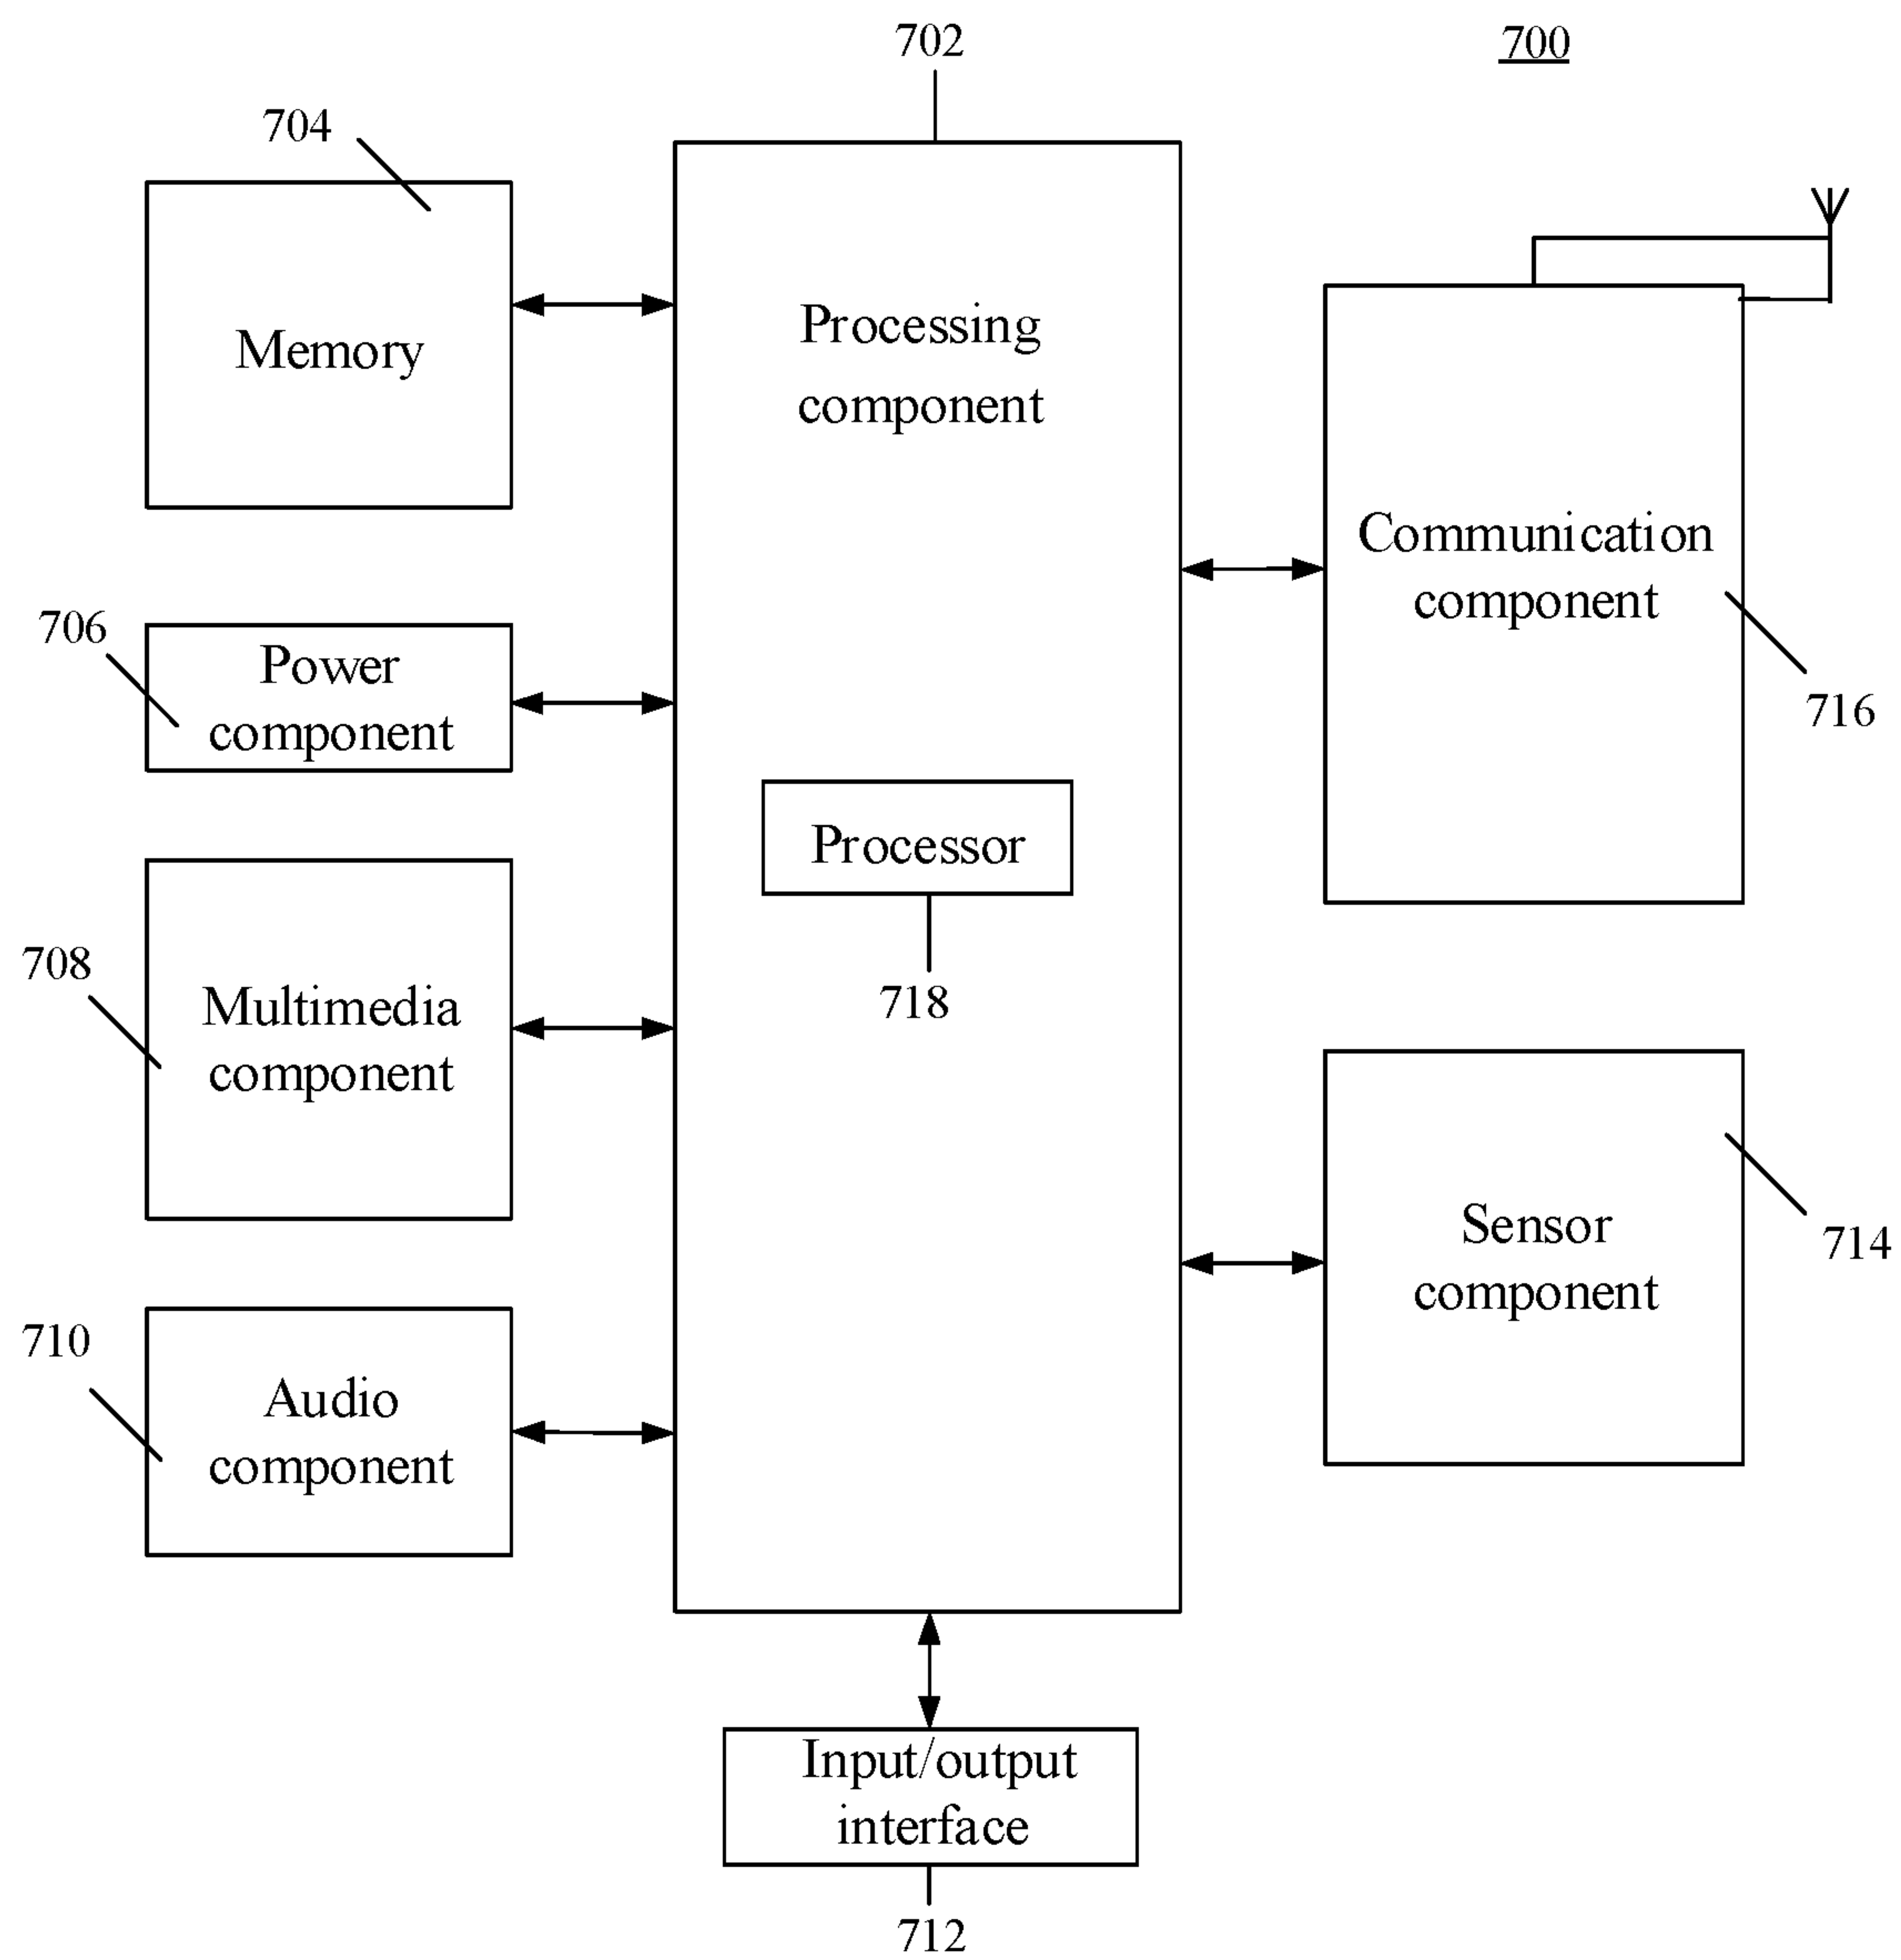 702
700
704
Memory
Processing
component
Communication
component
706
Power
component
716
Processor
708
Multimedia
component
718
Sensor
component
714
710
Audio
component
Input/output
interface
712